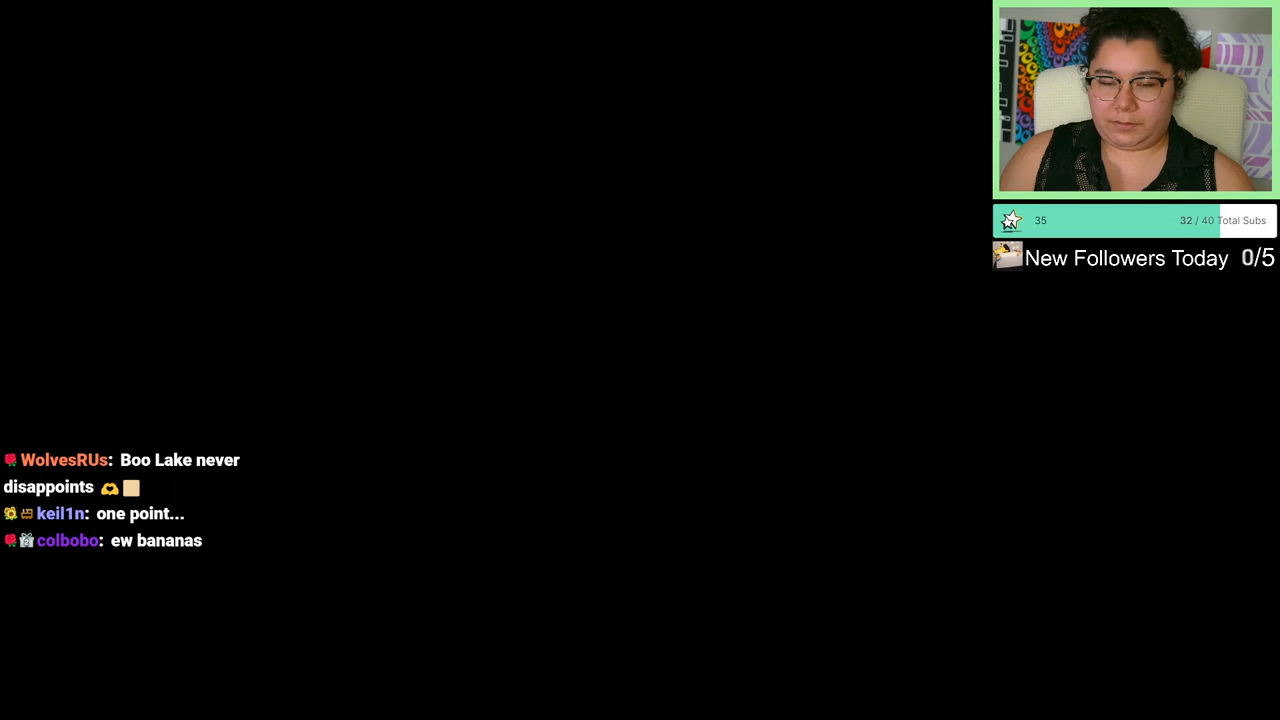 35 32 / 40 Total Subs
New Followers Today 0/5
WolvesRUs: Boo Lake never
disappoints 🫶🏼
keil1n: one point...
colbobo: ew bananas